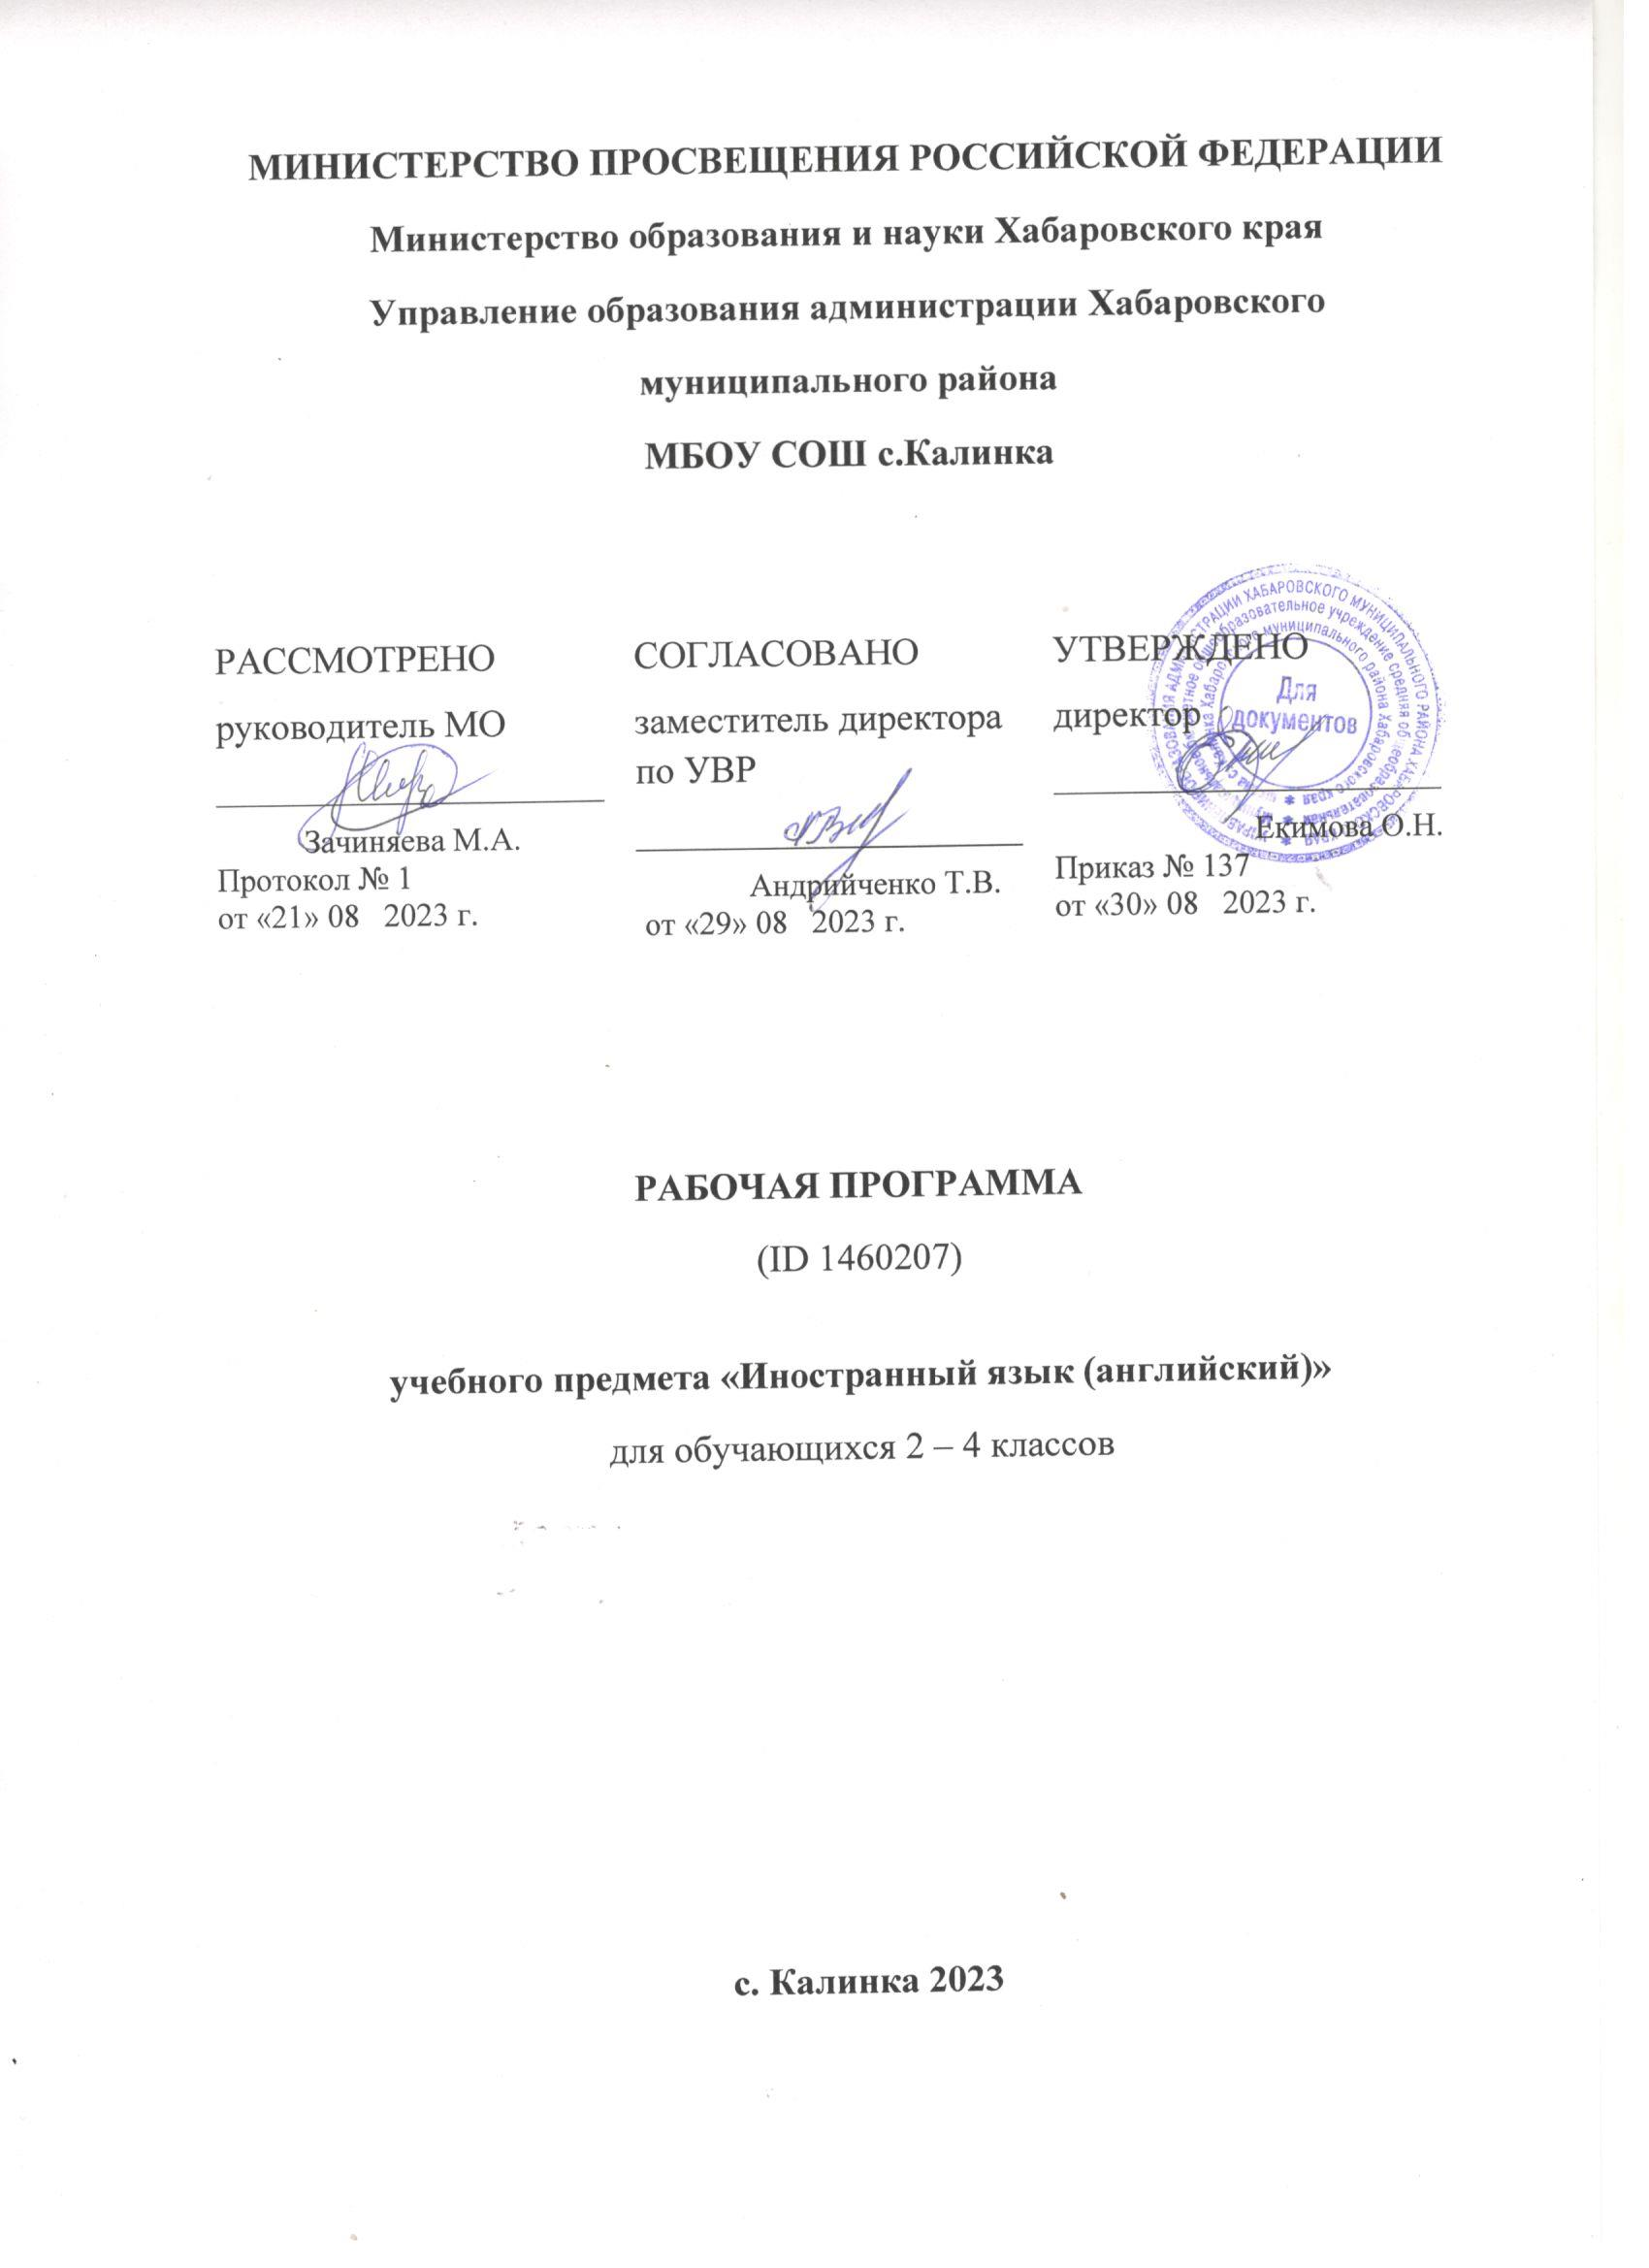 МИНИСТЕРСТВО ПРОСВЕЩЕНИЯ РОССИЙСКОЙ ФЕДЕРАЦИИ
Министерство образования и науки Хабаровского края
Управление образования администрации Хабаровского
муниципального района
МБОУ СОШ с.Калинка
РАССМОТРЕНО
руководитель МО
Зачиняева М.А.
Протокол № 1
от «21» 08 2023 г.
СОГЛАСОВАНО
заместитель директора
по УВР
Андрийченко Т.В.
от «29» 08 2023 г.
УТВЕРЖДЕНО
директор
Екимова О.Н.
Приказ № 137
от «30» 08 2023 г.
Для
документов
РАБОЧАЯ ПРОГРАММА
(ID 1460207)
учебного предмета «Иностранный язык (английский)»
для обучающихся 2 – 4 классов
с. Калинка 2023